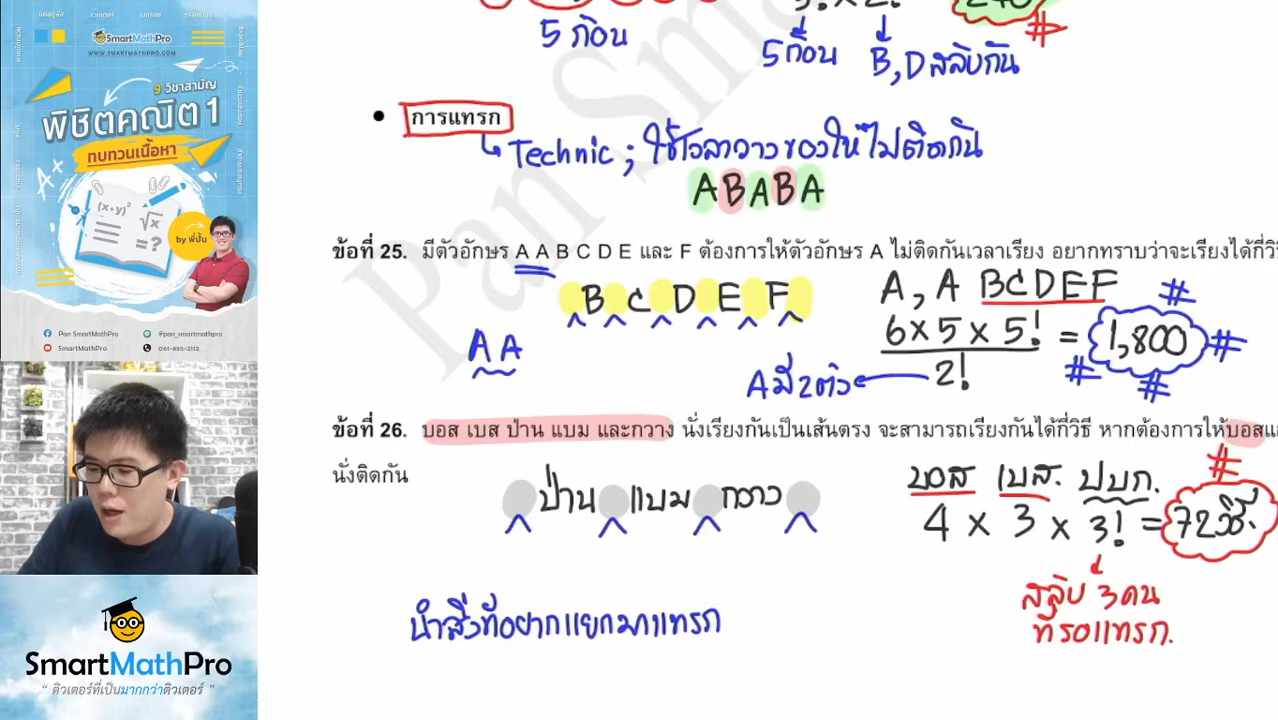 SmartMathPro
WWW.SMARTMATHPRO.COM
9 วิชาสามัญ
พิชิตคณิต 1
ทบทวนเนื้อหา
A+
(x+y)²
√x
=?
by พี่ปั้น
Pan SmartMathPro
@pan_smartmathpro
SmartMathPro
061-835-2112
SmartMathPro
“ ติวเตอร์ที่เป็นมากกว่าติวเตอร์ ”
5 ก้อน
5 ก้อน B, D สลับกัน
• การแทรก
Technic ; ใช้เวลาวางของให้ไม่ติดกัน
A B A B A
ข้อที่ 25. มีตัวอักษร A A B C D E และ F ต้องการให้ตัวอักษร A ไม่ติดกันเวลาเรียง อยากทราบว่าจะเรียงได้กี่วิ
B C D E F
A A
A , A BCDEF
6 × 5 × 5! = 1,800
2!
A มี 2 ตัว
ข้อที่ 26. บอส เบส ป่าน แบม และกวาง นั่งเรียงกันเป็นเส้นตรง จะสามารถเรียงกันได้กี่วิธี หากต้องการให้บอสแ
นั่งติดกัน
ป่าน แบม กวาง
บอส เบส. ปบก.
4 × 3 × 3! = 72 วิธี.
สลับ 3 คน
ที่รอแทรก.
นำสิ่งที่อยากแยกมาแทรก